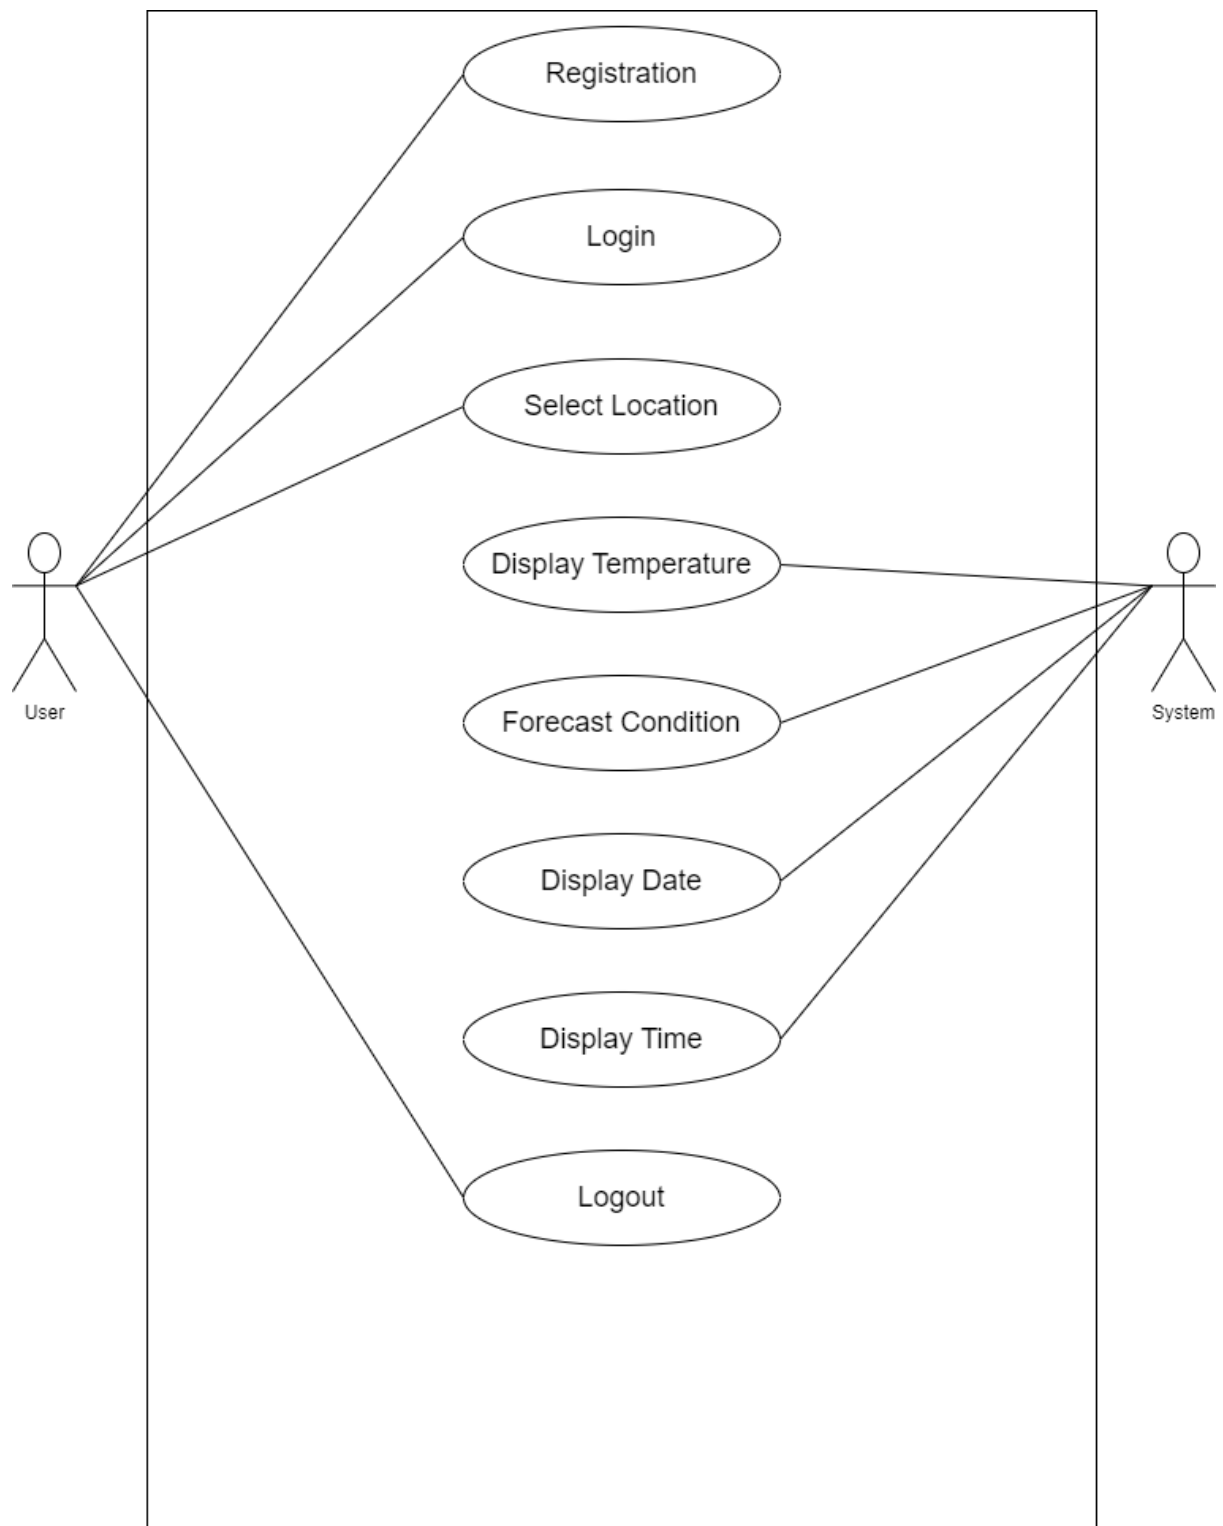 Registration
Login
Select Location
Display Temperature
Forecast Condition
Display Date
Display Time
Logout
User
System